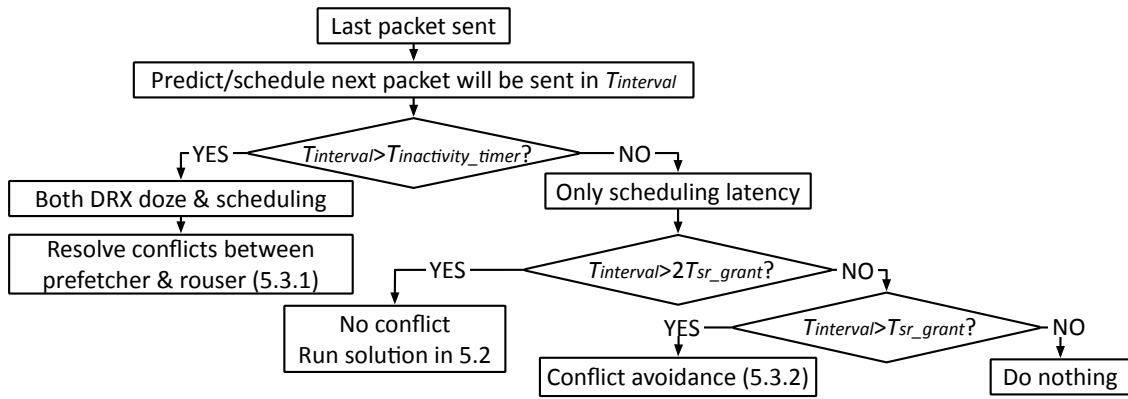 Last packet sent
Predict/schedule next packet will be sent in Tinterval
Tinterval>Tinactivity_timer?
YES
NO
Both DRX doze & scheduling
Only scheduling latency
Resolve conflicts between
prefetcher & rouser (5.3.1)
Tinterval>2Tsr_grant?
YES
NO
No conflict
Run solution in 5.2
Tinterval>Tsr_grant?
YES
NO
Conflict avoidance (5.3.2)
Do nothing